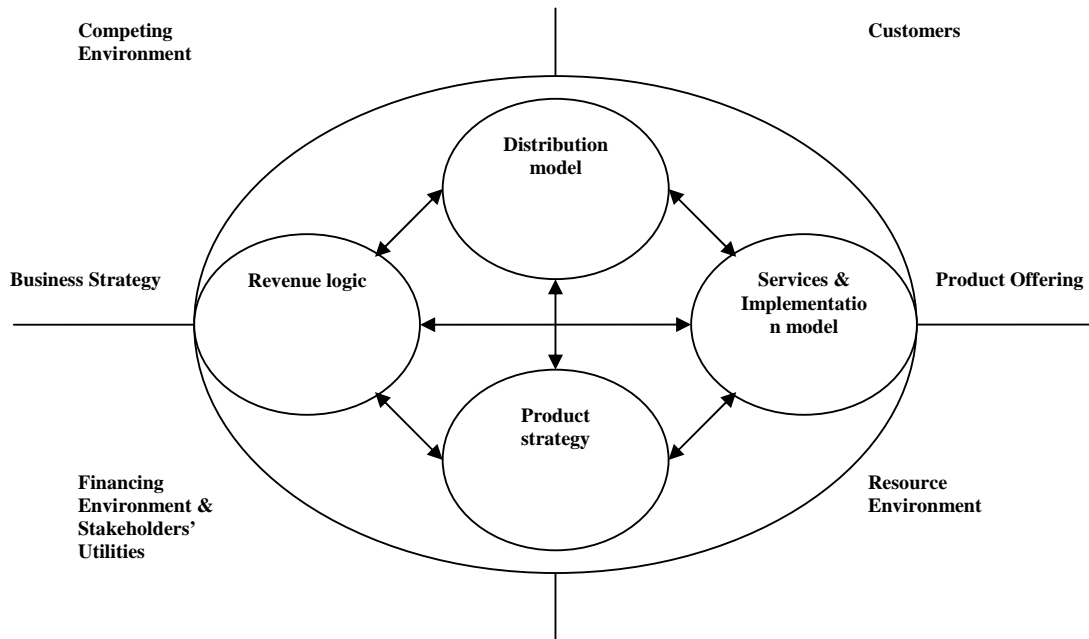 Competing
Environment
Customers
Distribution
model
Business Strategy
Revenue logic
Services &
Implementatio
n model
Product Offering
Product
strategy
Financing
Environment &
Stakeholders’
Utilities
Resource
Environment